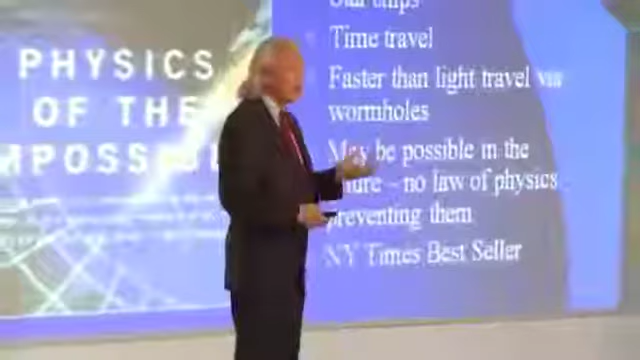 PHYSICS
OF THE
Time travel
Faster than light travel via
wormholes
May be possible in the
– no law of physics
preventing them
NY Times Best Seller